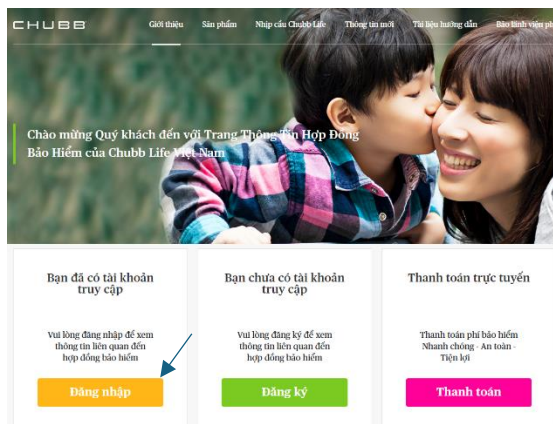 CHUBB
Giới thiệu Sản phẩm Nhịp cầu Chubb Life Thông tin mới Tài liệu hướng dẫn Bảo lãnh viện ph
Chào mừng Quý khách đến với Trang Thông Tin Hợp Đồng
Bảo Hiểm của Chubb Life Việt Nam
Bạn đã có tài khoản
truy cập
Vui lòng đăng nhập để xem
thông tin liên quan đến
hợp đồng bảo hiểm
Đăng nhập
Bạn chưa có tài khoản
truy cập
Vui lòng đăng ký để xem
thông tin liên quan đến
hợp đồng bảo hiểm
Đăng ký
Thanh toán trực tuyến
Thanh toán phí bảo hiểm
Nhanh chóng - An toàn -
Tiện lợi
Thanh toán